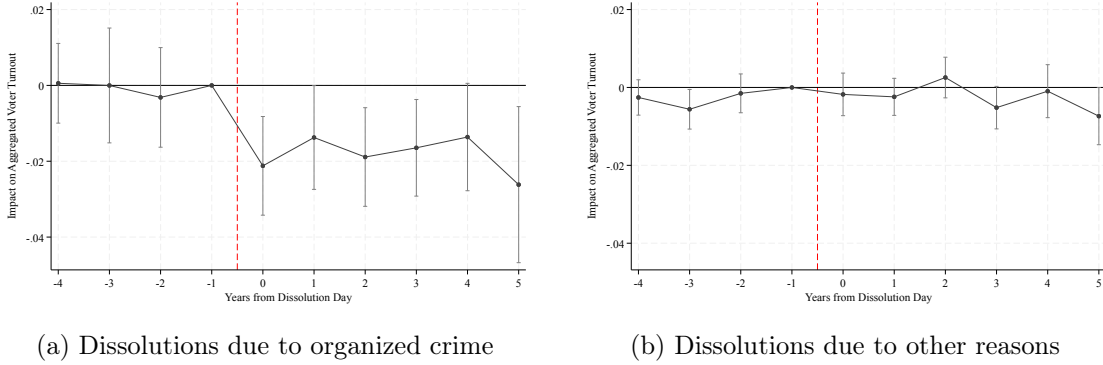 .02
0
-.02
-.04
Impact on Aggregated Voter Turnout
-4 -3 -2 -1 0 1 2 3 4 5
Years from Dissolution Day
(a) Dissolutions due to organized crime
.02
0
-.02
-.04
Impact on Aggregated Voter Turnout
-4 -3 -2 -1 0 1 2 3 4 5
Years from Dissolution Day
(b) Dissolutions due to other reasons